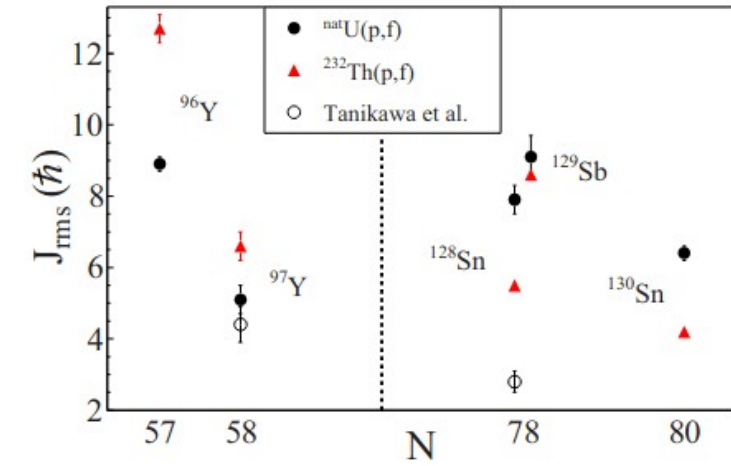 12
10
8
6
4
2
J_rms (ℏ)
ⁿᵃᵗU(p,f)
²³²Th(p,f)
Tanikawa et al.
⁹⁶Y
⁹⁷Y
¹²⁸Sn
¹²⁹Sb
¹³⁰Sn
57 58 N 78 80